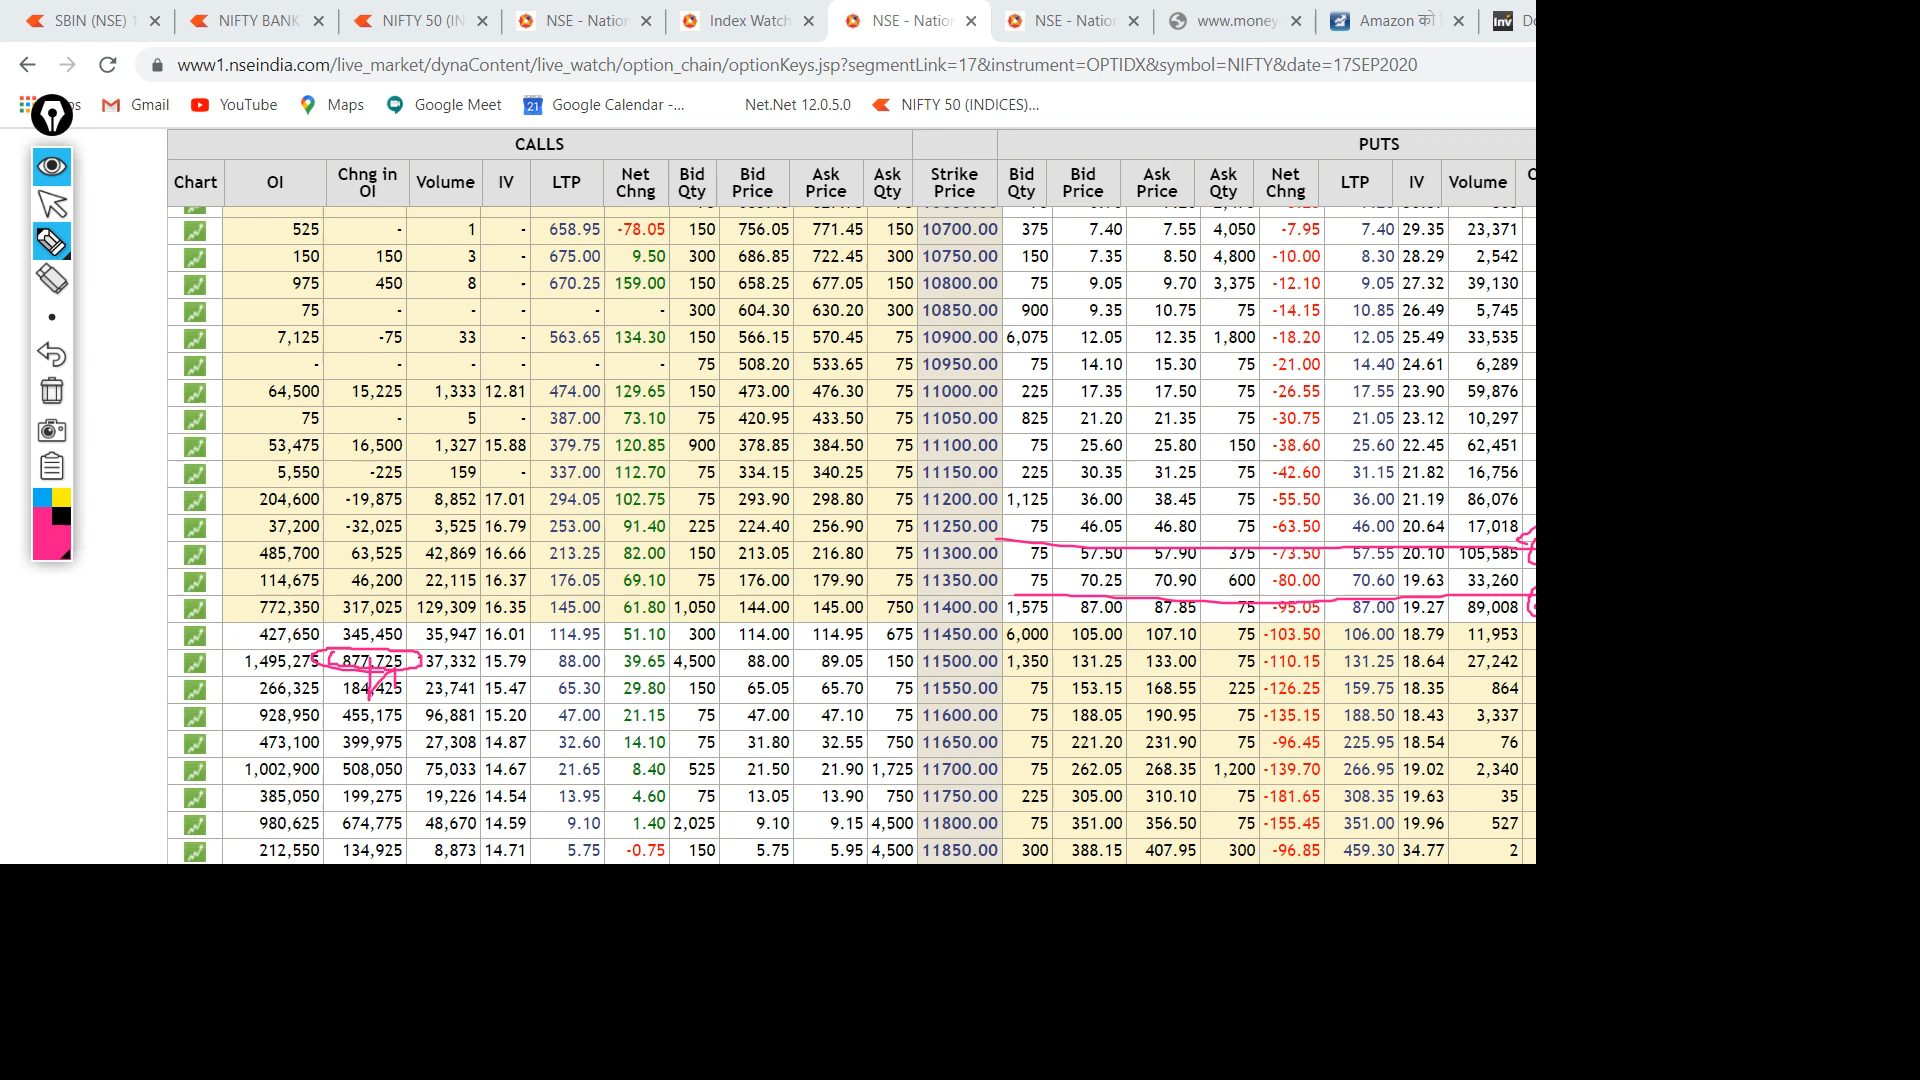 SBIN (NSE) 1 NIFTY BANK NIFTY 50 (IN NSE - Nation Index Watch NSE - Natio NSE - Natio www.money Amazon को Inv Do
www1.nseindia.com/live_market/dynaContent/live_watch/option_chain/optionKeys.jsp?segmentLink=17&instrument=OPTIDX&symbol=NIFTY&date=17SEP2020
Gmail YouTube Maps Google Meet 21 Google Calendar -... Net.Net 12.0.5.0 NIFTY 50 (INDICES)...
CALLS PUTS
Chart OI Chng in OI Volume IV LTP Net Chng Bid Qty Bid Price Ask Price Ask Qty Strike Price Bid Qty Bid Price Ask Price Ask Qty Net Chng LTP IV Volume
525 - 1 - 658.95 -78.05 150 756.05 771.45 150 10700.00 375 7.40 7.55 4,050 -7.95 7.40 29.35 23,371
150 150 3 - 675.00 9.50 300 686.85 722.45 300 10750.00 150 7.35 8.50 4,800 -10.00 8.30 28.29 2,542
975 450 8 - 670.25 159.00 150 658.25 677.05 150 10800.00 75 9.05 9.70 3,375 -12.10 9.05 27.32 39,130
75 - - - - - 300 604.30 630.20 300 10850.00 900 9.35 10.75 75 -14.15 10.85 26.49 5,745
7,125 -75 33 - 563.65 134.30 150 566.15 570.45 75 10900.00 6,075 12.05 12.35 1,800 -18.20 12.05 25.49 33,535
- - - - - - 75 508.20 533.65 75 10950.00 75 14.10 15.30 75 -21.00 14.40 24.61 6,289
64,500 15,225 1,333 12.81 474.00 129.65 150 473.00 476.30 75 11000.00 225 17.35 17.50 75 -26.55 17.55 23.90 59,876
75 - 5 - 387.00 73.10 75 420.95 433.50 75 11050.00 825 21.20 21.35 75 -30.75 21.05 23.12 10,297
53,475 16,500 1,327 15.88 379.75 120.85 900 378.85 384.50 75 11100.00 75 25.60 25.80 150 -38.60 25.60 22.45 62,451
5,550 -225 159 - 337.00 112.70 75 334.15 340.25 75 11150.00 225 30.35 31.25 75 -42.60 31.15 21.82 16,756
204,600 -19,875 8,852 17.01 294.05 102.75 75 293.90 298.80 75 11200.00 1,125 36.00 38.45 75 -55.50 36.00 21.19 86,076
37,200 -32,025 3,525 16.79 253.00 91.40 225 224.40 256.90 75 11250.00 75 46.05 46.80 75 -63.50 46.00 20.64 17,018
485,700 63,525 42,869 16.66 213.25 82.00 150 213.05 216.80 75 11300.00 75 57.50 57.90 375 -73.50 57.55 20.10 105,585
114,675 46,200 22,115 16.37 176.05 69.10 75 176.00 179.90 75 11350.00 75 70.25 70.90 600 -80.00 70.60 19.63 33,260
772,350 317,025 129,309 16.35 145.00 61.80 1,050 144.00 145.00 750 11400.00 1,575 87.00 87.85 75 -95.05 87.00 19.27 89,008
427,650 345,450 35,947 16.01 114.95 51.10 300 114.00 114.95 675 11450.00 6,000 105.00 107.10 75 -103.50 106.00 18.79 11,953
1,495,275 877,725 37,332 15.79 88.00 39.65 4,500 88.00 89.05 150 11500.00 1,350 131.25 133.00 75 -110.15 131.25 18.64 27,242
266,325 184,425 23,741 15.47 65.30 29.80 150 65.05 65.70 75 11550.00 75 153.15 168.55 225 -126.25 159.75 18.35 864
928,950 455,175 96,881 15.20 47.00 21.15 75 47.00 47.10 75 11600.00 75 188.05 190.95 75 -135.15 188.50 18.43 3,337
473,100 399,975 27,308 14.87 32.60 14.10 75 31.80 32.55 750 11650.00 75 221.20 231.90 75 -96.45 225.95 18.54 76
1,002,900 508,050 75,033 14.67 21.65 8.40 525 21.50 21.90 1,725 11700.00 75 262.05 268.35 1,200 -139.70 266.95 19.02 2,340
385,050 199,275 19,226 14.54 13.95 4.60 75 13.05 13.90 750 11750.00 225 305.00 310.10 75 -181.65 308.35 19.63 35
980,625 674,775 48,670 14.59 9.10 1.40 2,025 9.10 9.15 4,500 11800.00 75 351.00 356.50 75 -155.45 351.00 19.96 527
212,550 134,925 8,873 14.71 5.75 -0.75 150 5.75 5.95 4,500 11850.00 300 388.15 407.95 300 -96.85 459.30 34.77 2